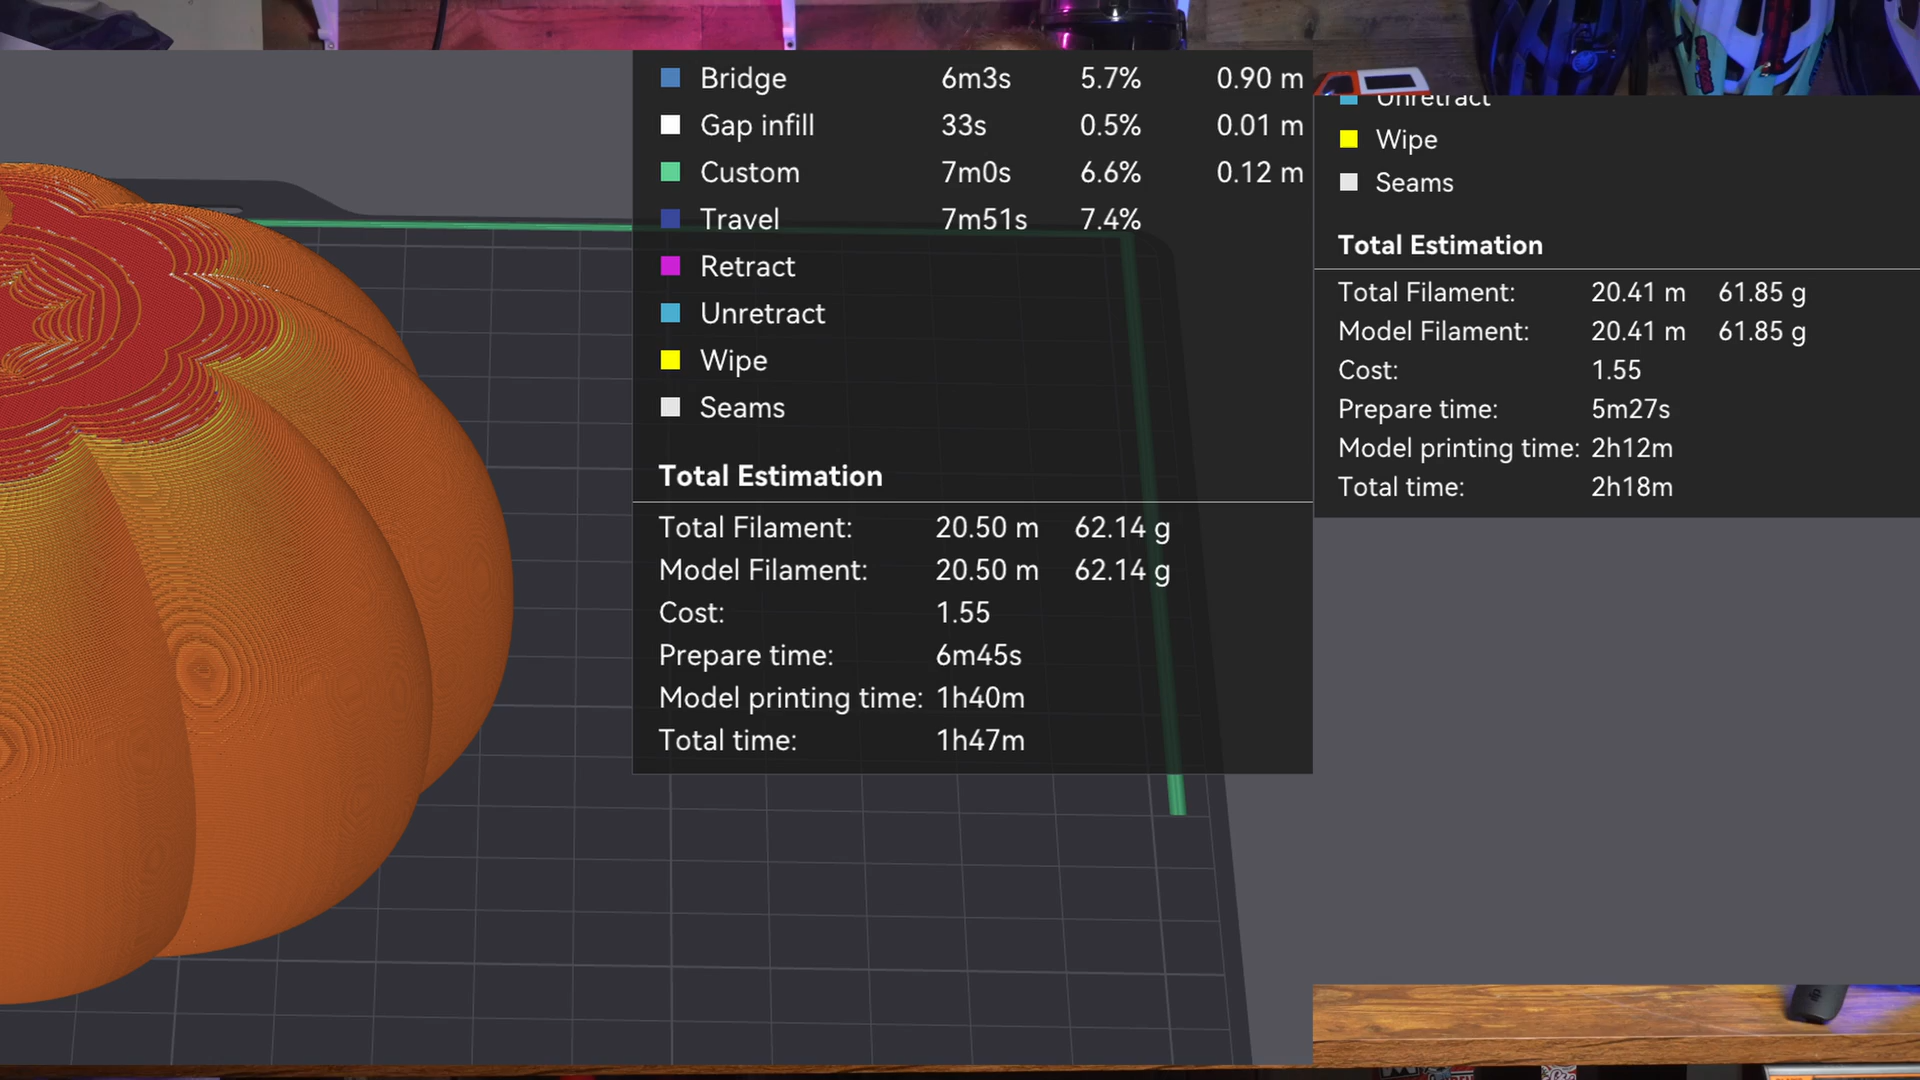 Bridge 6m3s 5.7% 0.90 m
Gap infill 33s 0.5% 0.01 m
Custom 7m0s 6.6% 0.12 m
Travel 7m51s 7.4%
Retract
Unretract
Wipe
Seams
Total Estimation
Total Filament: 20.50 m 62.14 g
Model Filament: 20.50 m 62.14 g
Cost: 1.55
Prepare time: 6m45s
Model printing time: 1h40m
Total time: 1h47m
Unretract
Wipe
Seams
Total Estimation
Total Filament: 20.41 m 61.85 g
Model Filament: 20.41 m 61.85 g
Cost: 1.55
Prepare time: 5m27s
Model printing time: 2h12m
Total time: 2h18m